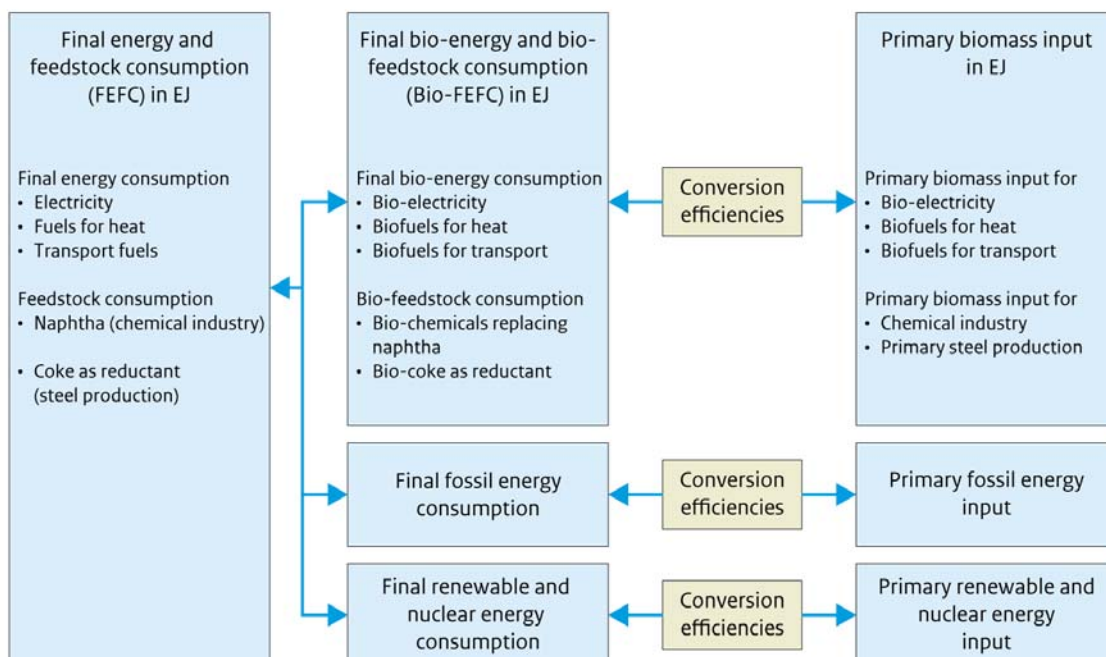 Final energy and
feedstock consumption
(FEFC) in EJ
Final energy consumption
• Electricity
• Fuels for heat
• Transport fuels
Feedstock consumption
• Naphtha (chemical industry)
• Coke as reductant
(steel production)
Final bio-energy and bio-
feedstock consumption
(Bio-FEFC) in EJ
Final bio-energy consumption
• Bio-electricity
• Biofuels for heat
• Biofuels for transport
Bio-feedstock consumption
• Bio-chemicals replacing
naphtha
• Bio-coke as reductant
Conversion
efficiencies
Primary biomass input
in EJ
Primary biomass input for
• Bio-electricity
• Biofuels for heat
• Biofuels for transport
Primary biomass input for
• Chemical industry
• Primary steel production
Final fossil energy
consumption
Conversion
efficiencies
Primary fossil energy
input
Final renewable and
nuclear energy
consumption
Conversion
efficiencies
Primary renewable and
nuclear energy
input